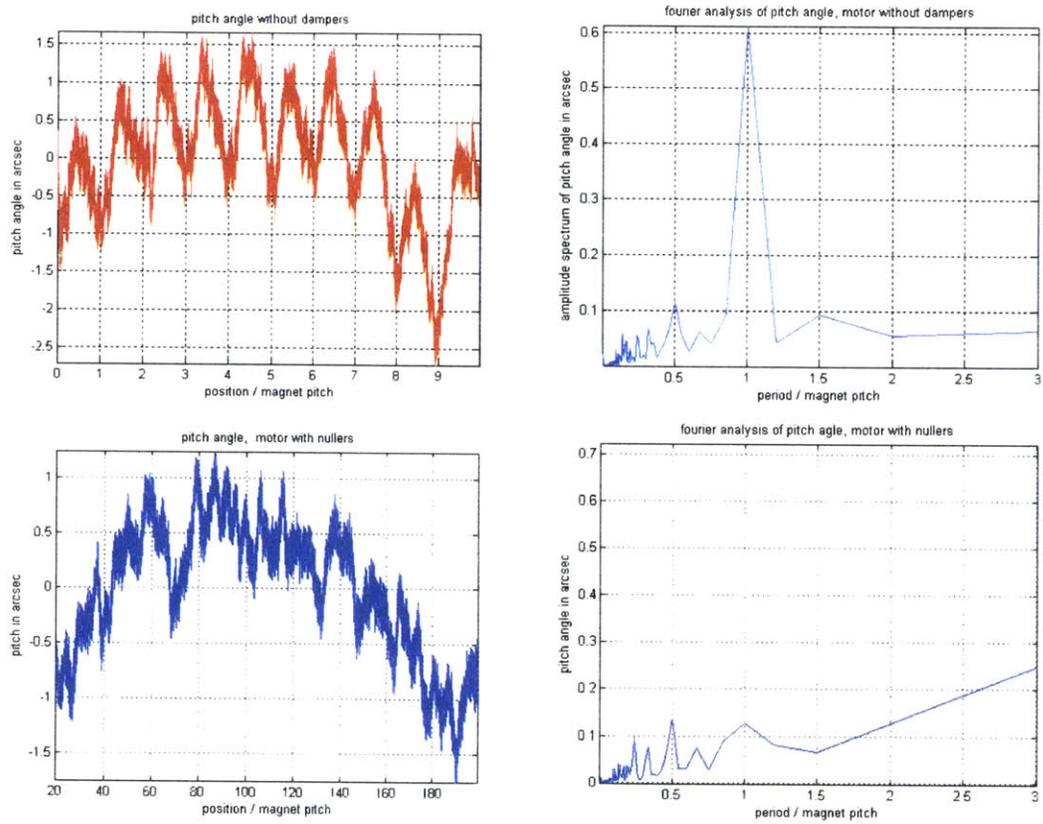 pitch angle without dampers
pitch angle in arcsec
1.5
1
0.5
0
-0.5
-1
-1.5
-2
-2.5
0 1 2 3 4 5 6 7 8 9
position / magnet pitch
fourier analysis of pitch angle, motor without dampers
amplitude spectrum of pitch angle in arcsec
0.6
0.5
0.4
0.3
0.2
0.1
0.5 1 1.5 2 2.5 3
period / magnet pitch
pitch angle, motor with nullers
pitch in arcsec
1
0.5
0
-0.5
-1
-1.5
20 40 60 80 100 120 140 160 180
position / magnet pitch
fourier analysis of pitch agle, motor with nullers
pitch angle in arcsec
0.7
0.6
0.5
0.4
0.3
0.2
0.1
0
0.5 1 1.5 2 2.5 3
period / magnet pitch